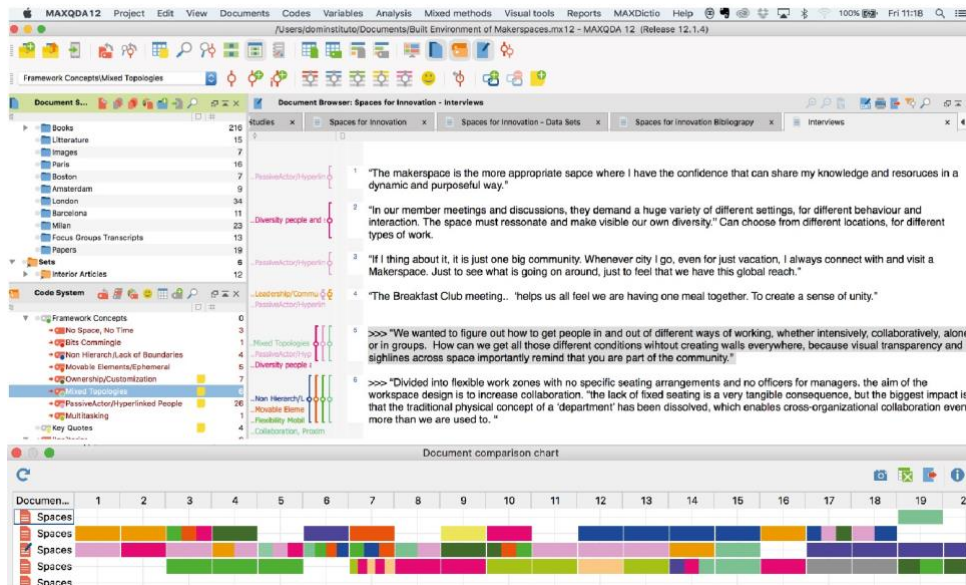 MAXQDA12 Project Edit View Documents Codes Variables Analysis Mixed methods Visual tools Reports MAXDictio Help 100% Fri 11:18
/Users/dominstituto/Documents/Built Environment of Makerspaces.mx12 - MAXQDA 12 (Release 12.1.4)
Framework Concepts\Mixed Topologies
Document S...
Document Browser: Spaces for Innovation - Interviews
Books 216
Litterature 15
Images 7
Paris 16
Boston 7
Amsterdam 9
London 34
Barcelona 11
Milan 23
Focus Groups Transcripts 13
Papers 19
Sets 6
Interior Articles 12
Code System
Framework Concepts 0
No Space, No Time 3
Bits Commingle 1
Non Hierarch/Lack of Boundaries 4
Movable Elements/Ephemeral 5
Ownership/Customization 7
Mixed Topologies
PassiveActor/Hyperlinked People 26
Multitasking 1
Key Quotes 4
tudies x Spaces for Innovation x Spaces for Innovation - Data Sets x Spaces for Innovation Bibliograpy x Interviews x
..PassiveActor/Hyperlin
1 "The makerspace is the more appropriate sapce where I have the confidence that can share my knowledge and resoruces in a
dynamic and purposeful way."
..Diversity people and
2 "In our member meetings and discussions, they demand a huge variety of different settings, for different behaviour and
interaction. The space must ressonate and make visible our own diversity." Can choose from different locations, for different
types of work.
..PassiveActor/Hyperlin
3 "If I thing about it, it is just one big community. Whenever city I go, even for just vacation, I always connect with and visit a
Makerspace. Just to see what is going on around, just to feel that we have this global reach."
..Leadership/Commu
..PassiveActor/Hyperlin
4 "The Breakfast Club meeting.. 'helps us all feel we are having one meal together. To create a sense of unity."
..Mixed Topologies
..PassiveActor/Hyp
..Diversity people
5 >>> "We wanted to figure out how to get people in and out of different ways of working, whether intensively, collaboratively, alone
or in groups. How can we get all those different conditions wihtout creating walls everywhere, because visual transparency and
sighlines across space importantly remind that you are part of the community."
..Non Hierarch/L
..Movable Eleme
..Flexibility Mobil
..Collaboration, Proxim
6 >>> "Divided into flexible work zones with no specific seating arrangements and no officers for managers. the aim of the
workspace design is to increase collaboration. "the lack of fixed seating is a very tangible consequence, but the biggest impact is
that the traditional physical concept of a 'department' has been dissolved, which enables cross-organizational collaboration even
more than we are used to. "
Document comparison chart
Documen... 1 2 3 4 5 6 7 8 9 10 11 12 13 14 15 16 17 18 19 2
Spaces
Spaces
Spaces
Spaces
Spaces